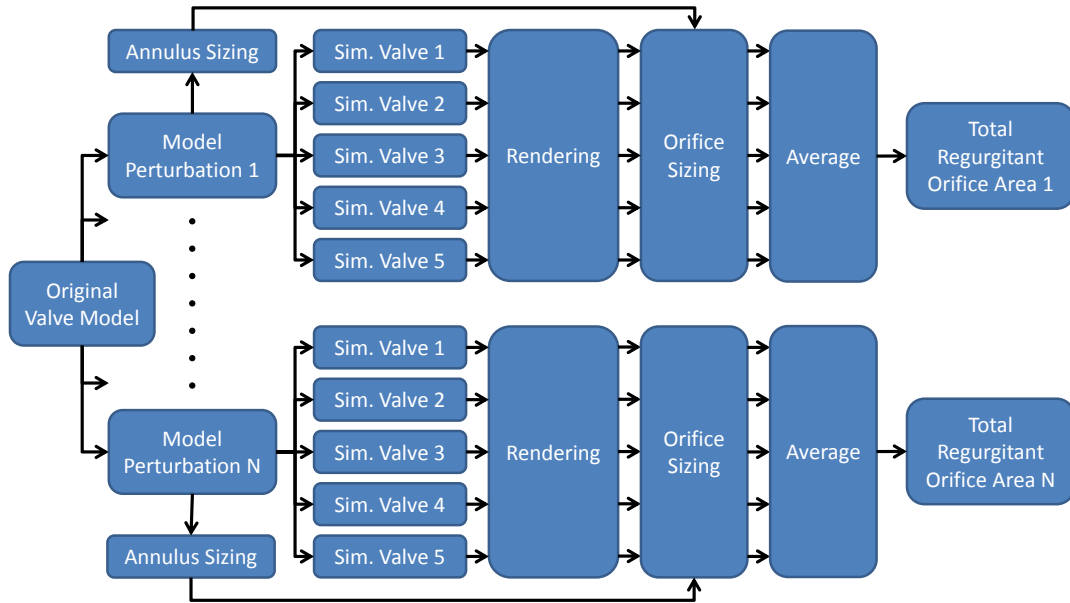 Annulus Sizing
Model
Perturbation 1
Original
Valve Model
Sim. Valve 1
Sim. Valve 2
Sim. Valve 3
Sim. Valve 4
Sim. Valve 5
Rendering
Orifice
Sizing
Average
Total
Regurgitant
Orifice Area 1
Model
Perturbation N
Annulus Sizing
Sim. Valve 1
Sim. Valve 2
Sim. Valve 3
Sim. Valve 4
Sim. Valve 5
Rendering
Orifice
Sizing
Average
Total
Regurgitant
Orifice Area N